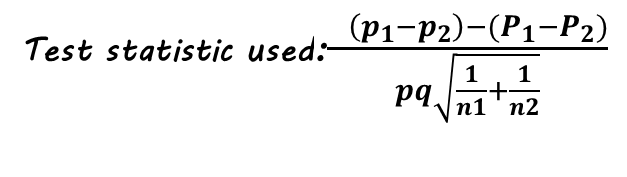 Test statistic used: (p₁−p₂)−(P₁−P₂)
pq√(1/n1+1/n2)